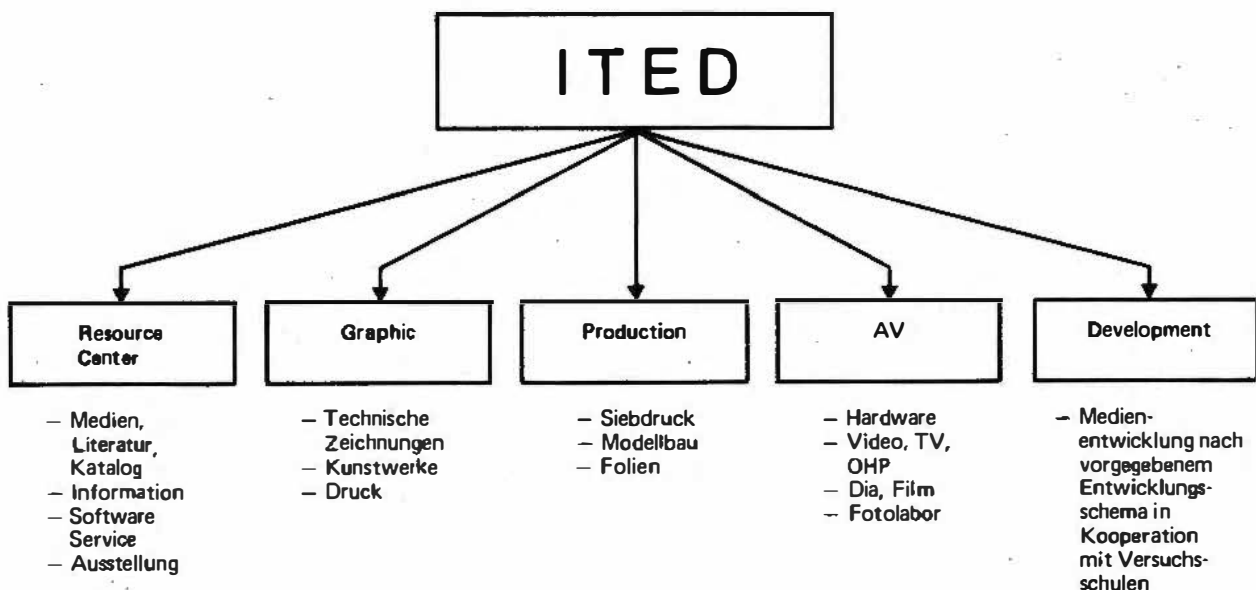 ITED
Resource
Center
Graphic
Production
AV
Development
– Medien,
Literatur,
Katalog
– Information
– Software
Service
– Ausstellung
– Technische
Zeichnungen
– Kunstwerke
– Druck
– Siebdruck
– Modellbau
– Folien
– Hardware
– Video, TV,
OHP
– Dia, Film
– Fotolabor
– Medien-
entwicklung nach
vorgegebenem
Entwicklungs-
schema in
Kooperation
mit Versuchs-
schulen